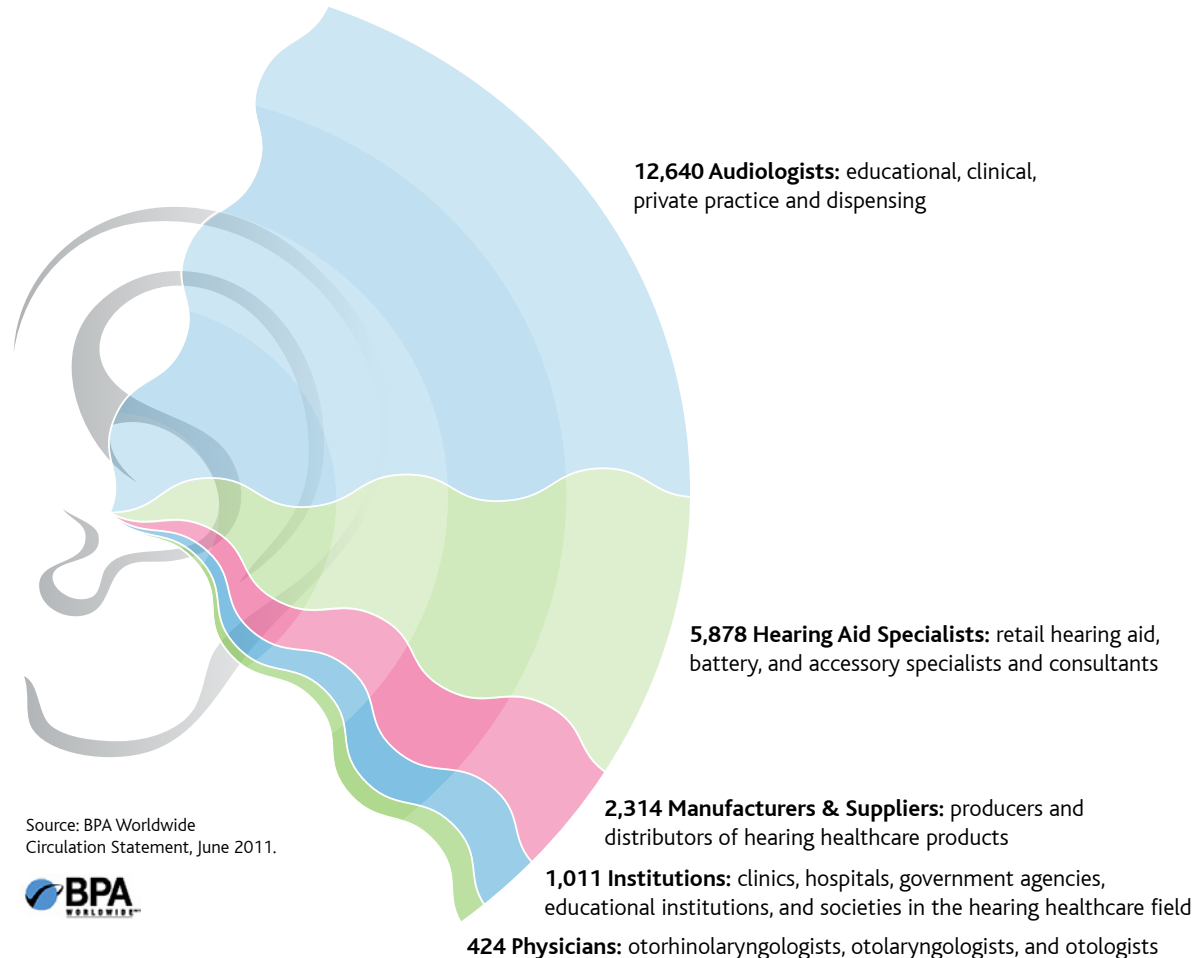 12,640 Audiologists: educational, clinical,
private practice and dispensing
5,878 Hearing Aid Specialists: retail hearing aid,
battery, and accessory specialists and consultants
2,314 Manufacturers & Suppliers: producers and
distributors of hearing healthcare products
1,011 Institutions: clinics, hospitals, government agencies,
educational institutions, and societies in the hearing healthcare field
424 Physicians: otorhinolaryngologists, otolaryngologists, and otologists
Source: BPA Worldwide
Circulation Statement, June 2011.
BPA
WORLDWIDE